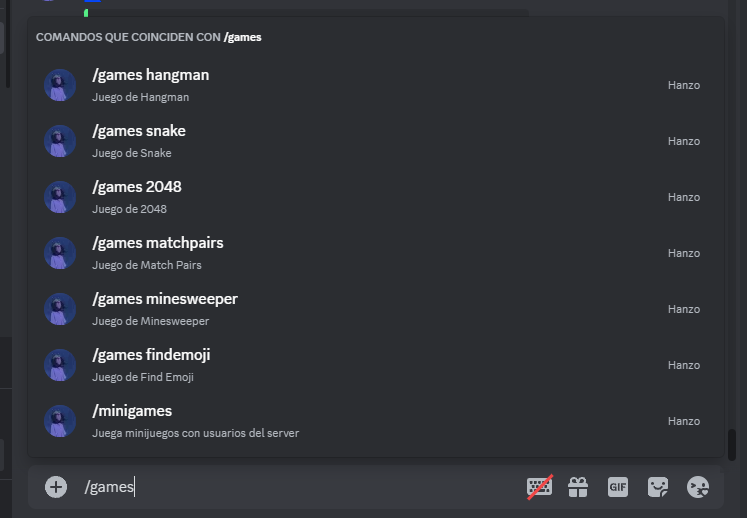 COMANDOS QUE COINCIDEN CON /games
/games hangman
Juego de Hangman
Hanzo
/games snake
Juego de Snake
Hanzo
/games 2048
Juego de 2048
Hanzo
/games matchpairs
Juego de Match Pairs
Hanzo
/games minesweeper
Juego de Minesweeper
Hanzo
/games findemoji
Juego de Find Emoji
Hanzo
/minigames
Juega minijuegos con usuarios del server
Hanzo
/games
GIF